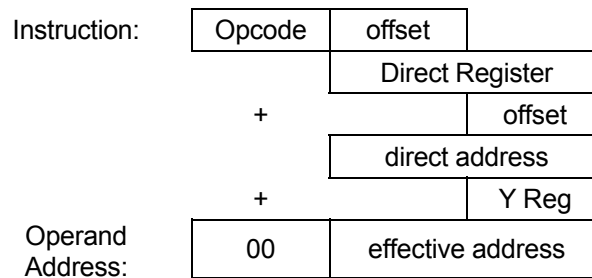 Instruction: Opcode offset
Direct Register
+ offset
direct address
+ Y Reg
Operand
Address: 00 effective address